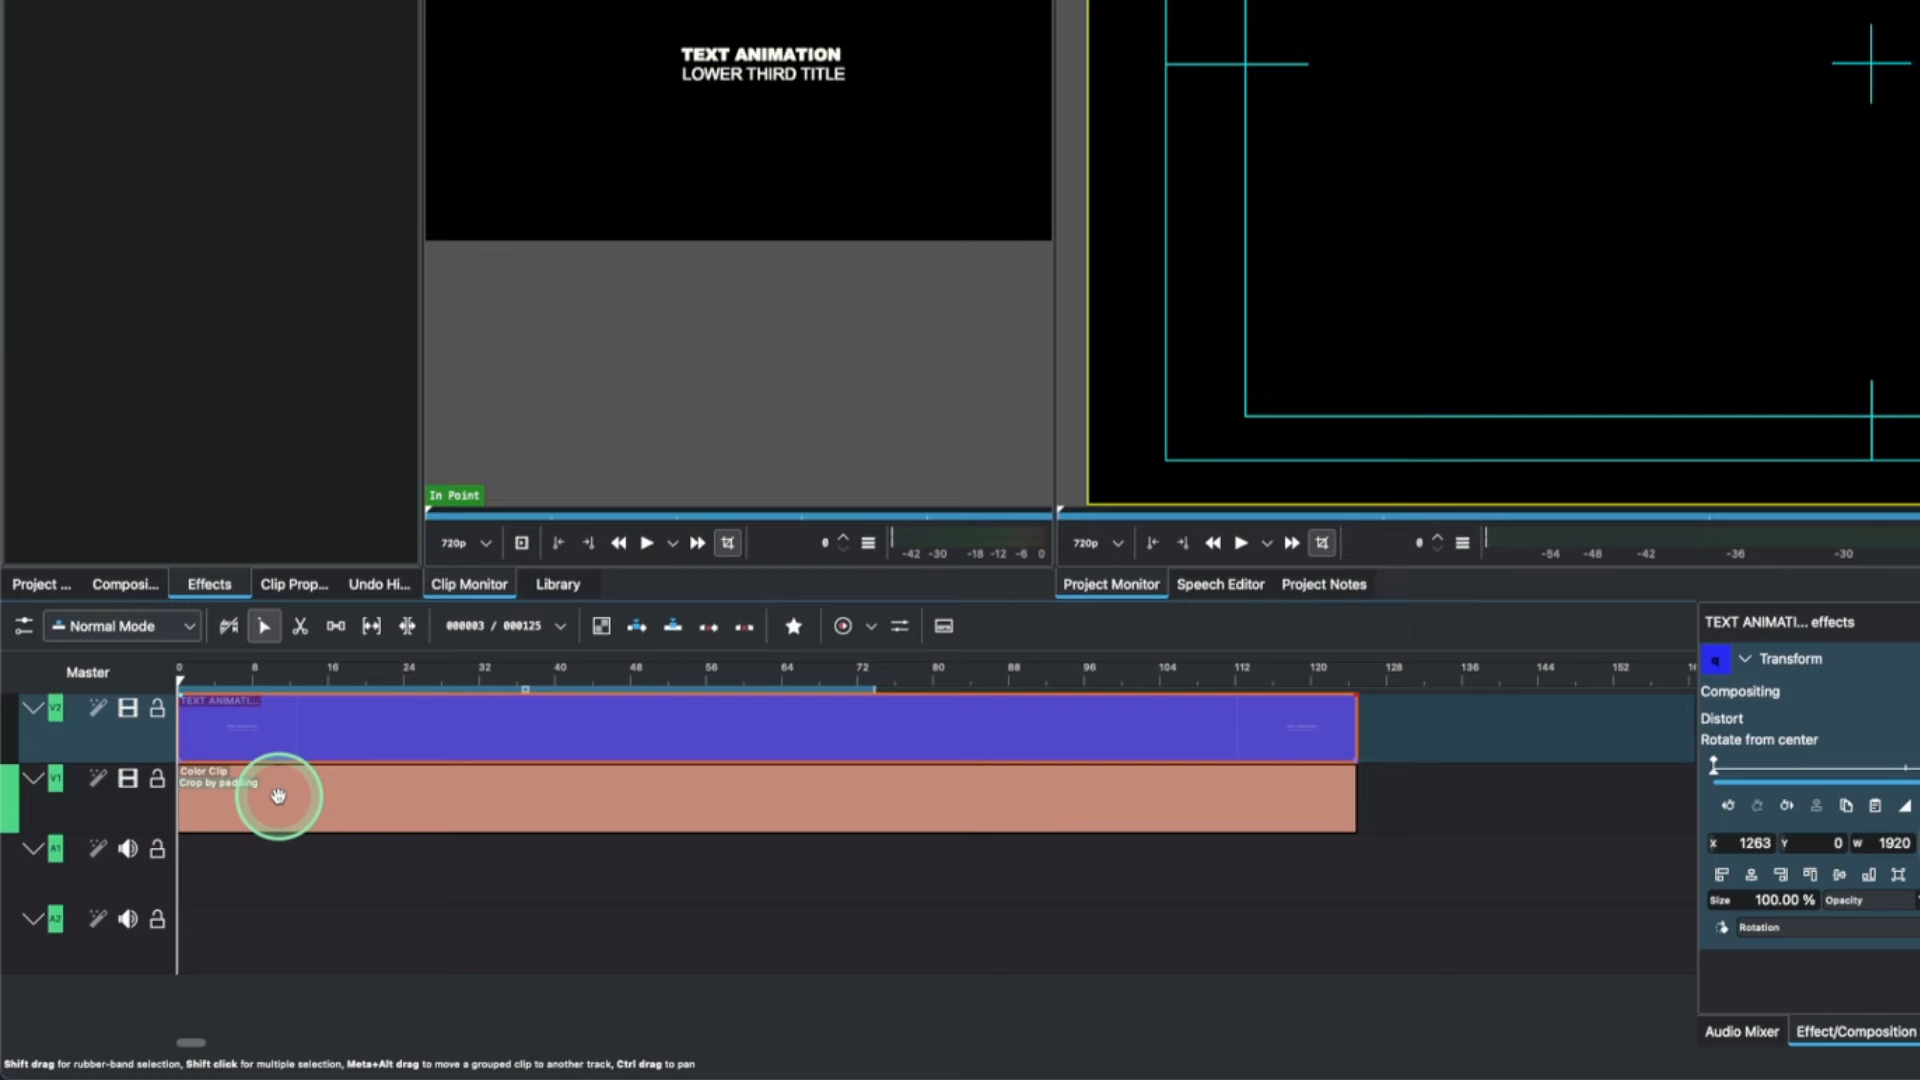 TEXT ANIMATION
LOWER THIRD TITLE
In Point
720p
0
-42 -30 -18 -12 -6 0
720p
0
-54 -48 -42 -36 -30
Project ...
Composi...
Effects
Clip Prop...
Undo Hi...
Clip Monitor
Library
Project Monitor
Speech Editor
Project Notes
Normal Mode
000003 / 000125
TEXT ANIMATI... effects
Master
0 8 16 24 32 40 48 56 64 72 80 88 96 104 112 120 128 136 144 152
q
Transform
Compositing
Distort
Rotate from center
V2
TEXT ANIMATI...
V1
Color Clip
Crop by padding
A1
A2
X 1263 Y 0 W 1920
Size 100.00 % Opacity
Rotation
Audio Mixer
Effect/Composition
Shift drag for rubber-band selection, Shift click for multiple selection, Meta+Alt drag to move a grouped clip to another track, Ctrl drag to pan